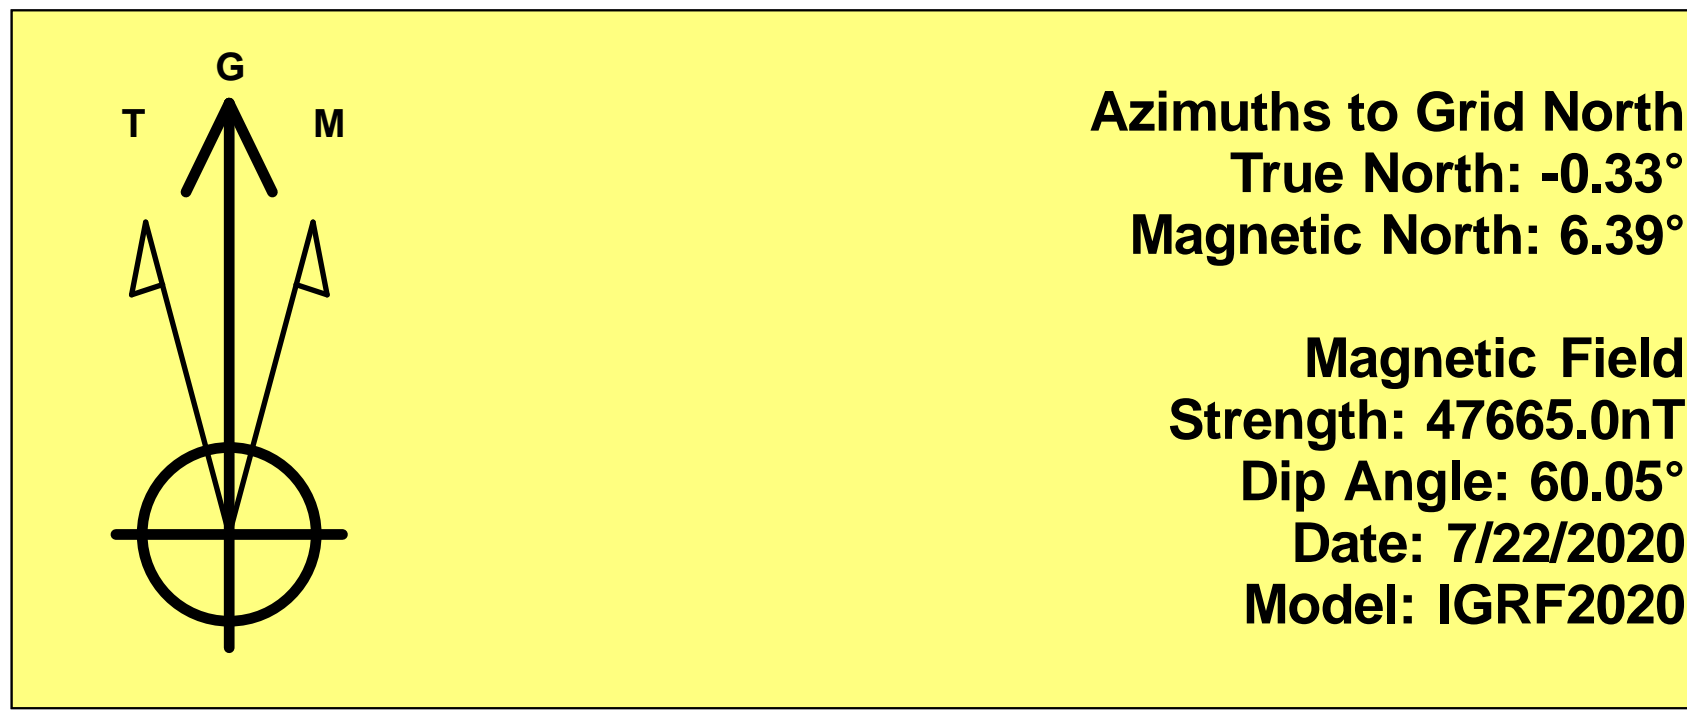 G
T
M
Azimuths to Grid North
True North: -0.33°
Magnetic North: 6.39°
Magnetic Field
Strength: 47665.0nT
Dip Angle: 60.05°
Date: 7/22/2020
Model: IGRF2020